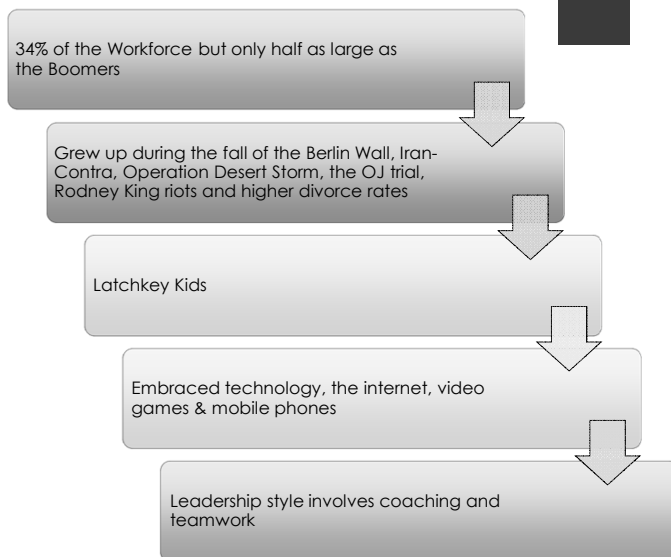 34% of the Workforce but only half as large as
the Boomers
Grew up during the fall of the Berlin Wall, Iran-
Contra, Operation Desert Storm, the OJ trial,
Rodney King riots and higher divorce rates
Latchkey Kids
Embraced technology, the internet, video
games & mobile phones
Leadership style involves coaching and
teamwork